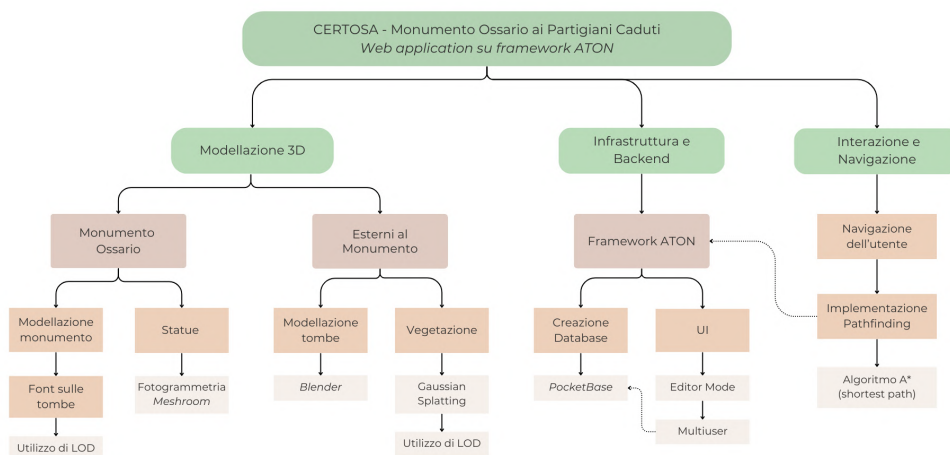 CERTOSA - Monumento Ossario ai Partigiani Caduti
Web application su framework ATON
Modellazione 3D
Infrastruttura e
Backend
Interazione e
Navigazione
Monumento
Ossario
Esterni al
Monumento
Framework ATON
Navigazione
dell'utente
Modellazione
monumento
Statue
Modellazione
tombe
Vegetazione
Creazione
Database
UI
Implementazione
Pathfinding
Font sulle
tombe
Fotogrammetria
Meshroom
Blender
Gaussian
Splatting
PocketBase
Editor Mode
Algoritmo A*
(shortest path)
Utilizzo di LOD
Utilizzo di LOD
Multiuser